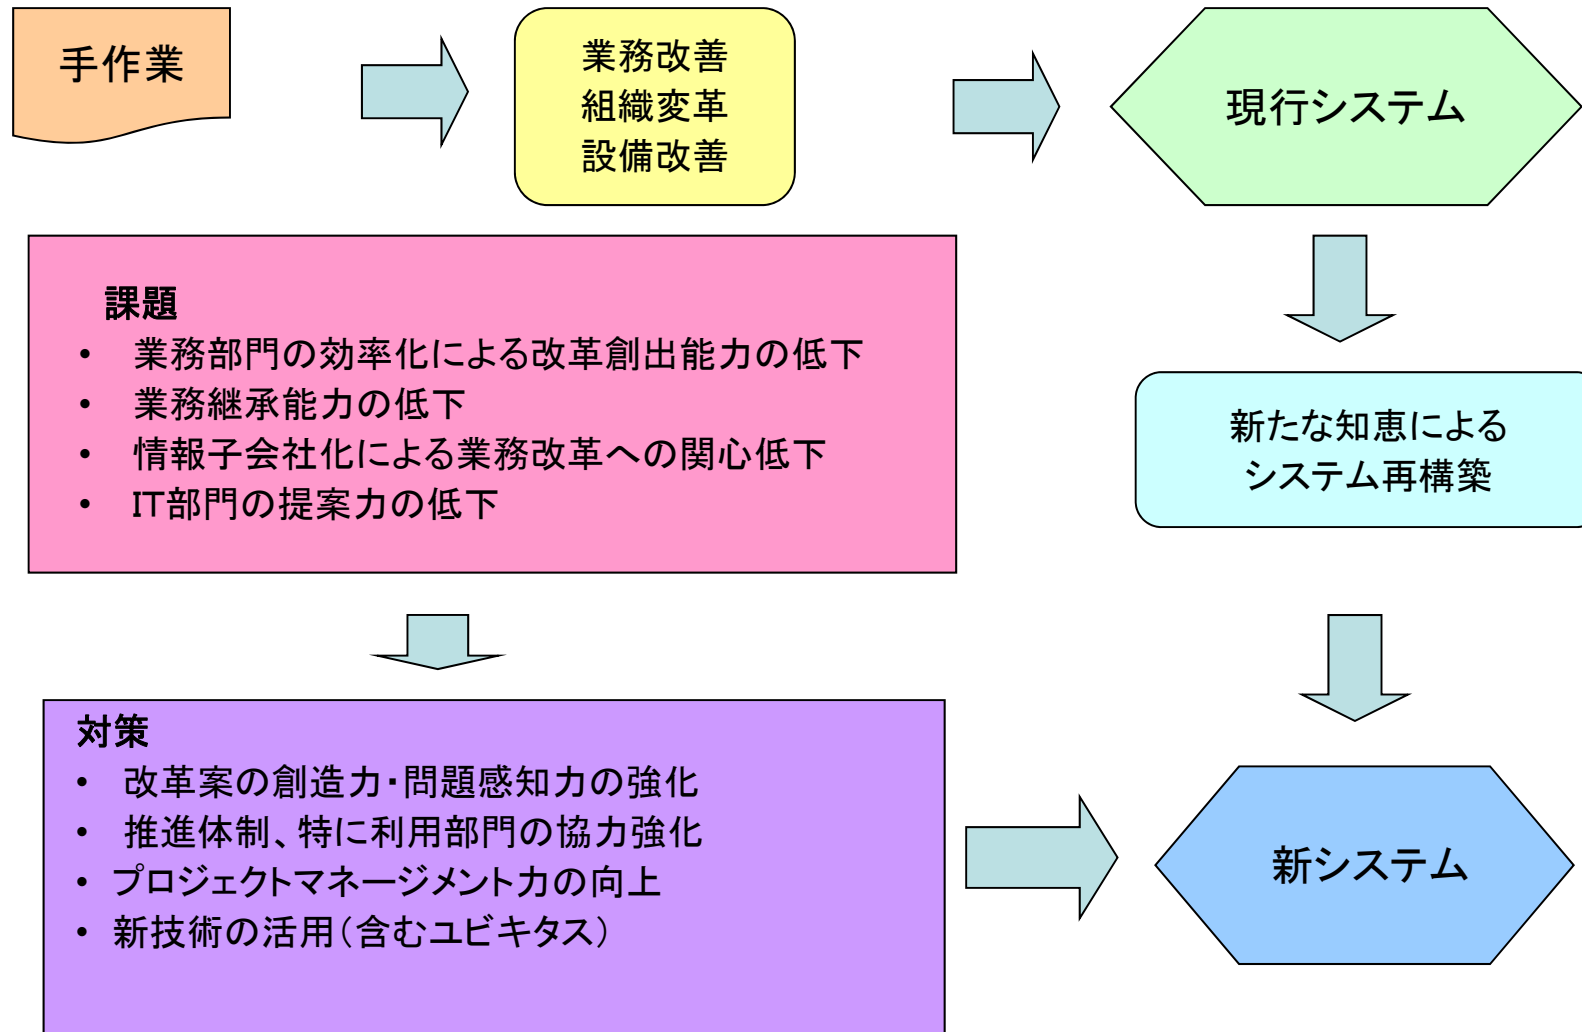 手作業
業務改善
組織変革
設備改善
現行システム
課題
• 業務部門の効率化による改革創出能力の低下
• 業務継承能力の低下
• 情報子会社化による業務改革への関心低下
• IT部門の提案力の低下
新たな知恵による
システム再構築
対策
• 改革案の創造力・問題感知力の強化
• 推進体制、特に利用部門の協力強化
• プロジェクトマネージメント力の向上
• 新技術の活用（含むユビキタス）
新システム